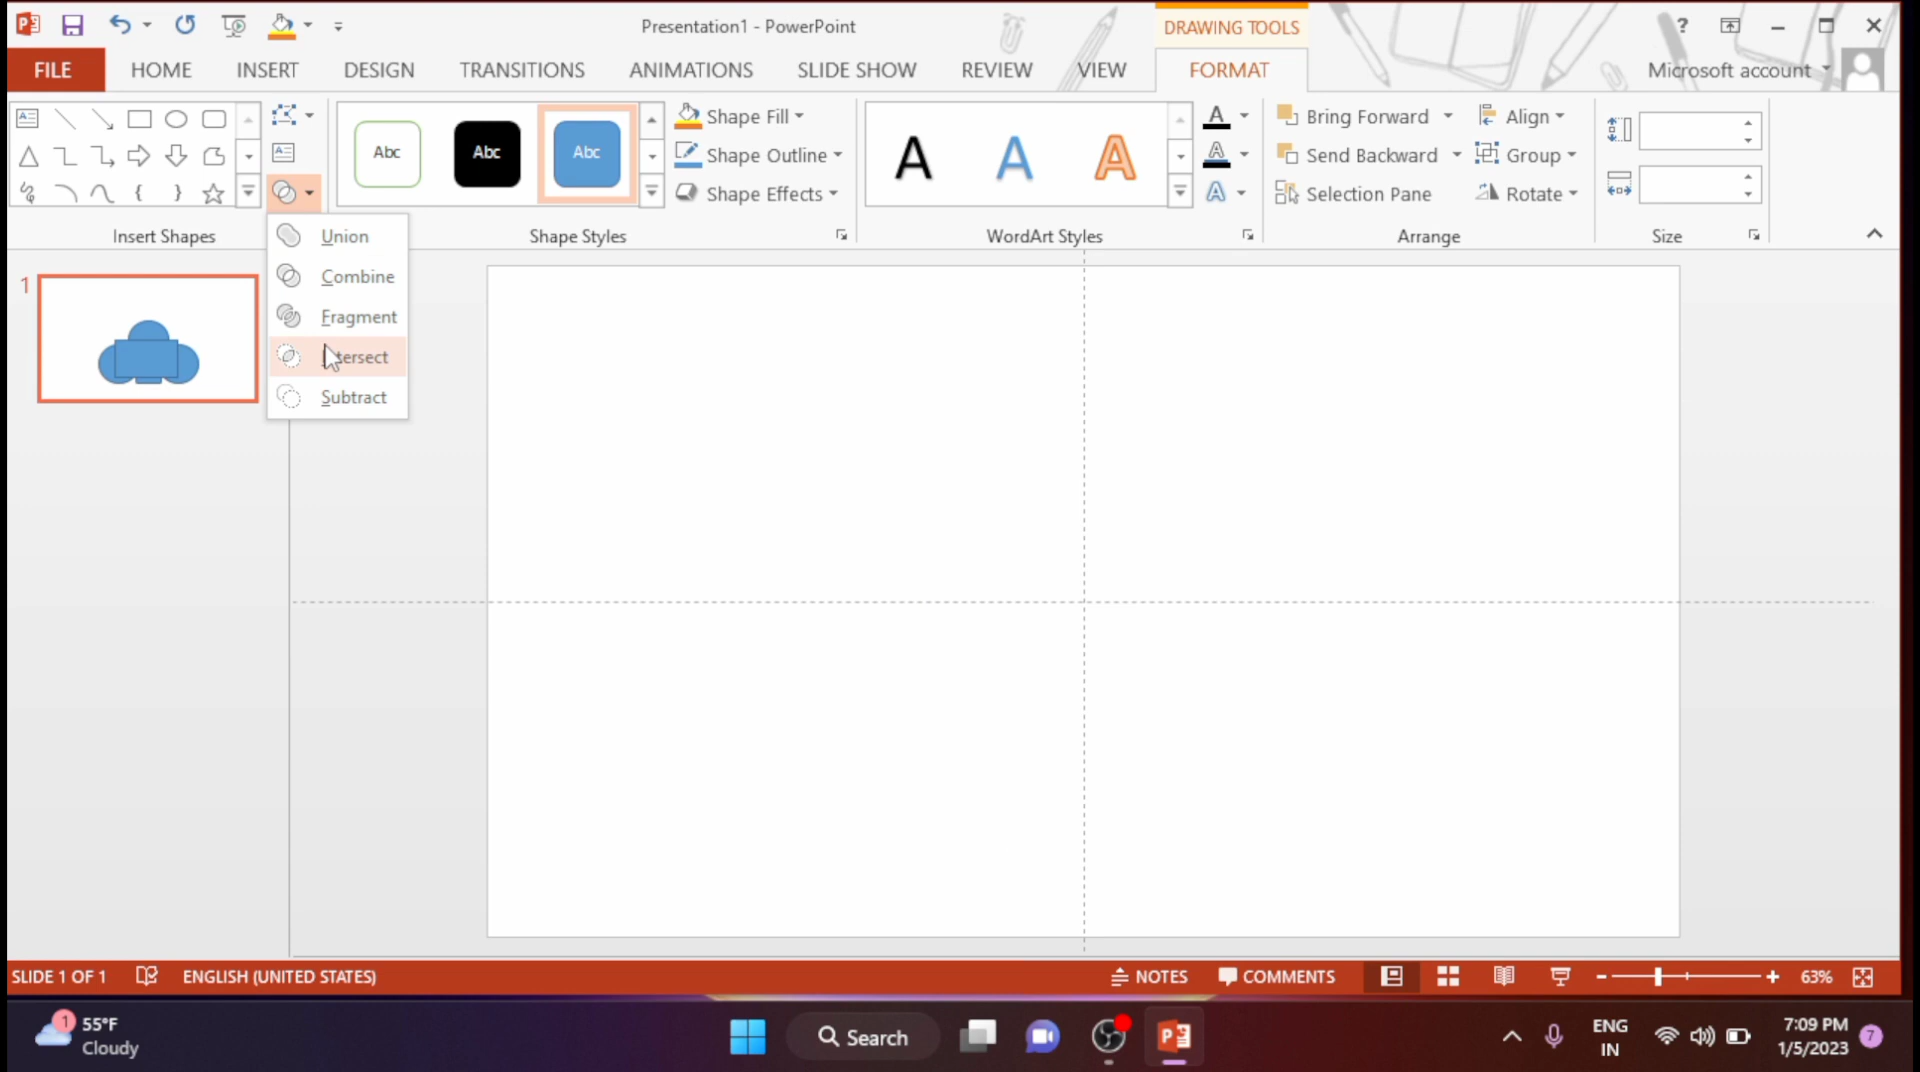 Presentation1 - PowerPoint
DRAWING TOOLS
?
FILE HOME INSERT DESIGN TRANSITIONS ANIMATIONS SLIDE SHOW REVIEW VIEW FORMAT Microsoft account
Abc Abc Abc
Shape Fill
Shape Outline
Shape Effects
A A A
A
A
A
Bring Forward Align
Send Backward Group
Selection Pane Rotate
Insert Shapes Shape Styles WordArt Styles Arrange Size
Union
Combine
Fragment
tersect
Subtract
1
SLIDE 1 OF 1 ENGLISH (UNITED STATES) NOTES COMMENTS 63%
1
55°F
Cloudy
Search
ENG
IN
7:09 PM
1/5/2023
7